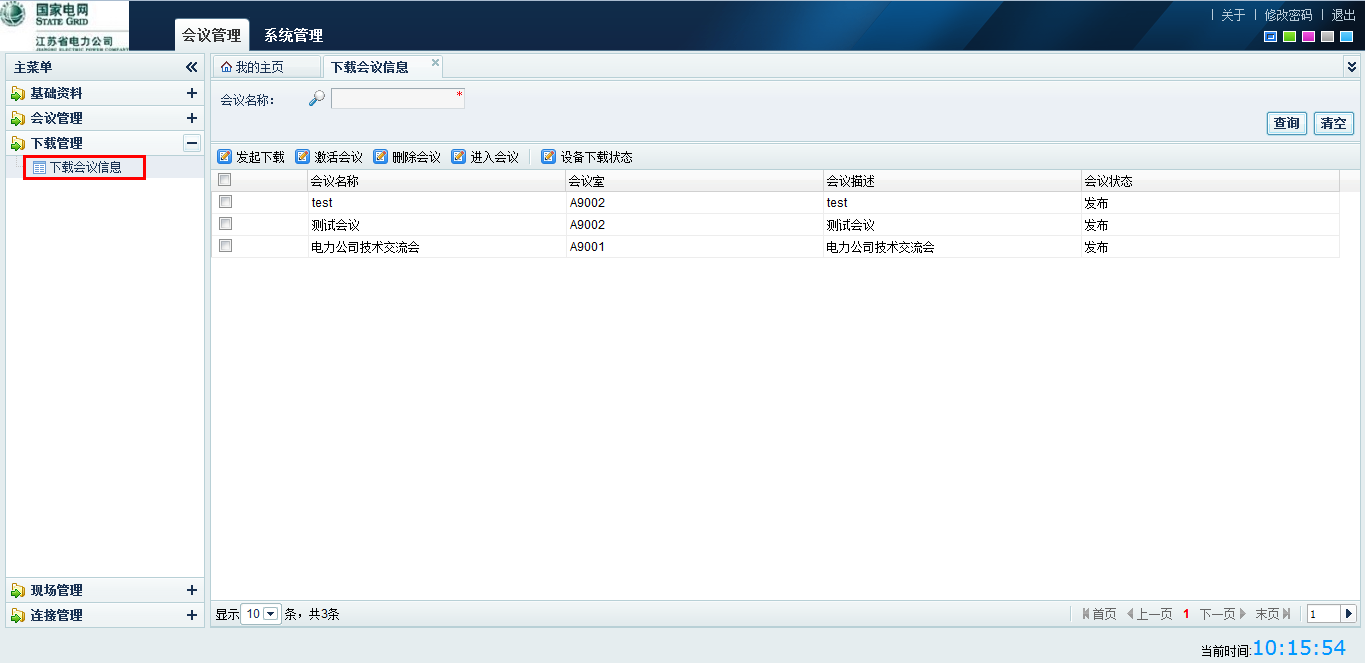 国家电网
STATE GRID
江苏省电力公司
JIANGSU ELECTRIC POWER COMPANY
会议管理 系统管理
关于 修改密码 退出
主菜单
基础资料
会议管理
下载管理
下载会议信息
现场管理
连接管理
我的主页 下载会议信息
会议名称： *
查询 清空
发起下载 激活会议 删除会议 进入会议 设备下载状态
会议名称 会议室 会议描述 会议状态
test A9002 test 发布
测试会议 A9002 测试会议 发布
电力公司技术交流会 A9001 电力公司技术交流会 发布
显示 10 条，共3条
首页 上一页 1 下一页 末页 1
当前时间:10:15:54